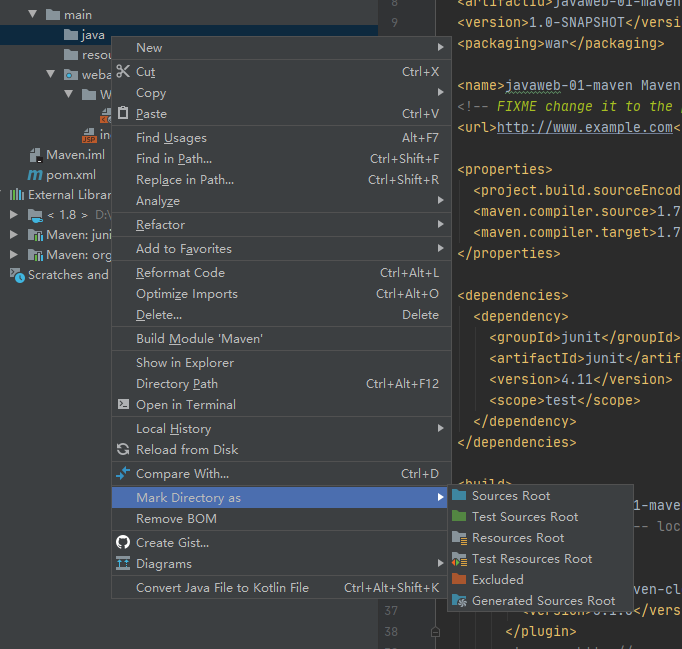 main
java
resou
weba
W
in
Maven.iml
pom.xml
External Librar
< 1.8 > D:\
Maven: juni
Maven: org
Scratches and
New
Cut Ctrl+X
Copy
Paste Ctrl+V
Find Usages Alt+F7
Find in Path... Ctrl+Shift+F
Replace in Path... Ctrl+Shift+R
Analyze
Refactor
Add to Favorites
Reformat Code Ctrl+Alt+L
Optimize Imports Ctrl+Alt+O
Delete... Delete
Build Module 'Maven'
Show in Explorer
Directory Path Ctrl+Alt+F12
Open in Terminal
Local History
Reload from Disk
Compare With... Ctrl+D
Mark Directory as
Remove BOM
Create Gist...
Diagrams
Convert Java File to Kotlin File Ctrl+Alt+Shift+K
Sources Root
Test Sources Root
Resources Root
Test Resources Root
Excluded
Generated Sources Root
8 <artifactId>javaweb-01-maven
9 <version>1.0-SNAPSHOT</versi
<packaging>war</packaging>
<name>javaweb-01-maven Maven
<!-- FIXME change it to the
<url>http://www.example.com<
<properties>
<project.build.sourceEncod
<maven.compiler.source>1.7
<maven.compiler.target>1.7
</properties>
<dependencies>
<dependency>
<groupId>junit</groupId>
<artifactId>junit</artif
<version>4.11</version>
<scope>test</scope>
</dependency>
</dependencies>
<build>
1-mave
-- loc
ven-cl
37
</vers
38 </plugin>